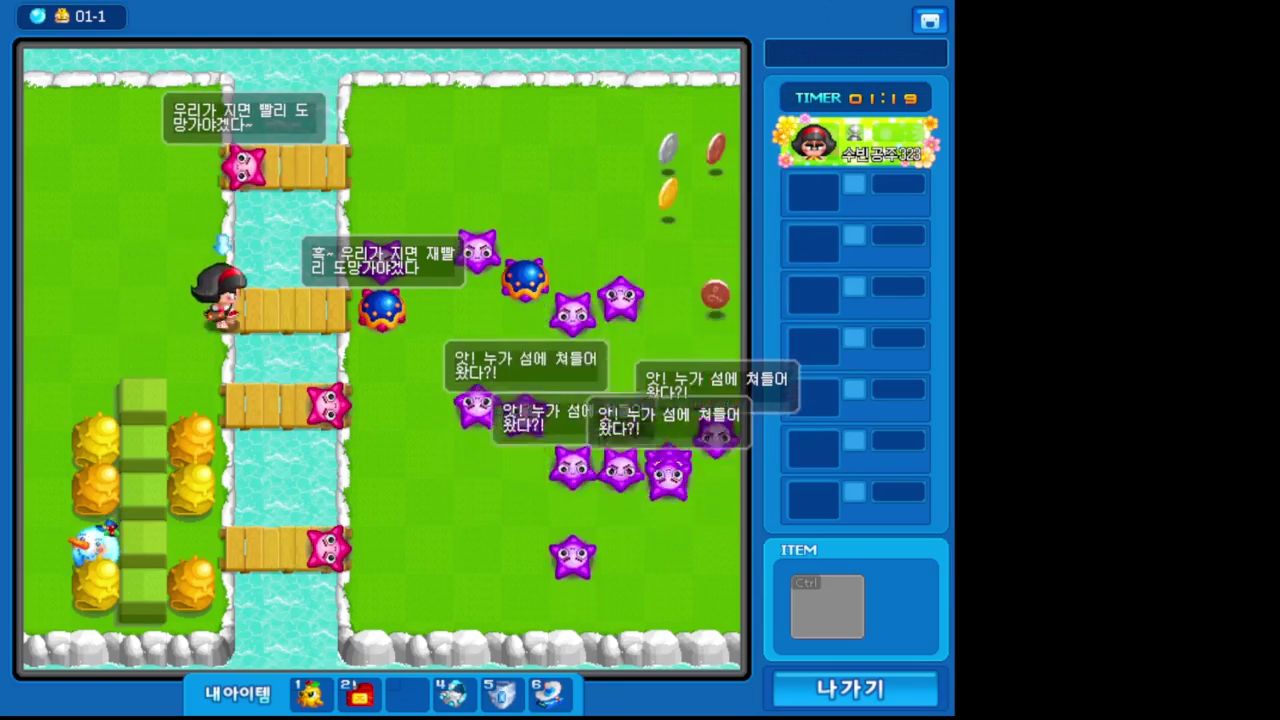 01-1
우리가 지면 빨리 도
망가야겠다~
TIMER 01:19
수빈공주323
흑~ 우리가 지면 재빨
리 도망가야겠다
앗! 누가 섬에 쳐들어
왔다?!
앗! 누가 섬에 쳐들어
왔다?!
앗! 누가 섬에
왔다?!
앗! 누가 섬에 쳐들어
왔다?!
ITEM
Ctrl
내아이템
1
2
4
5
6
나가기